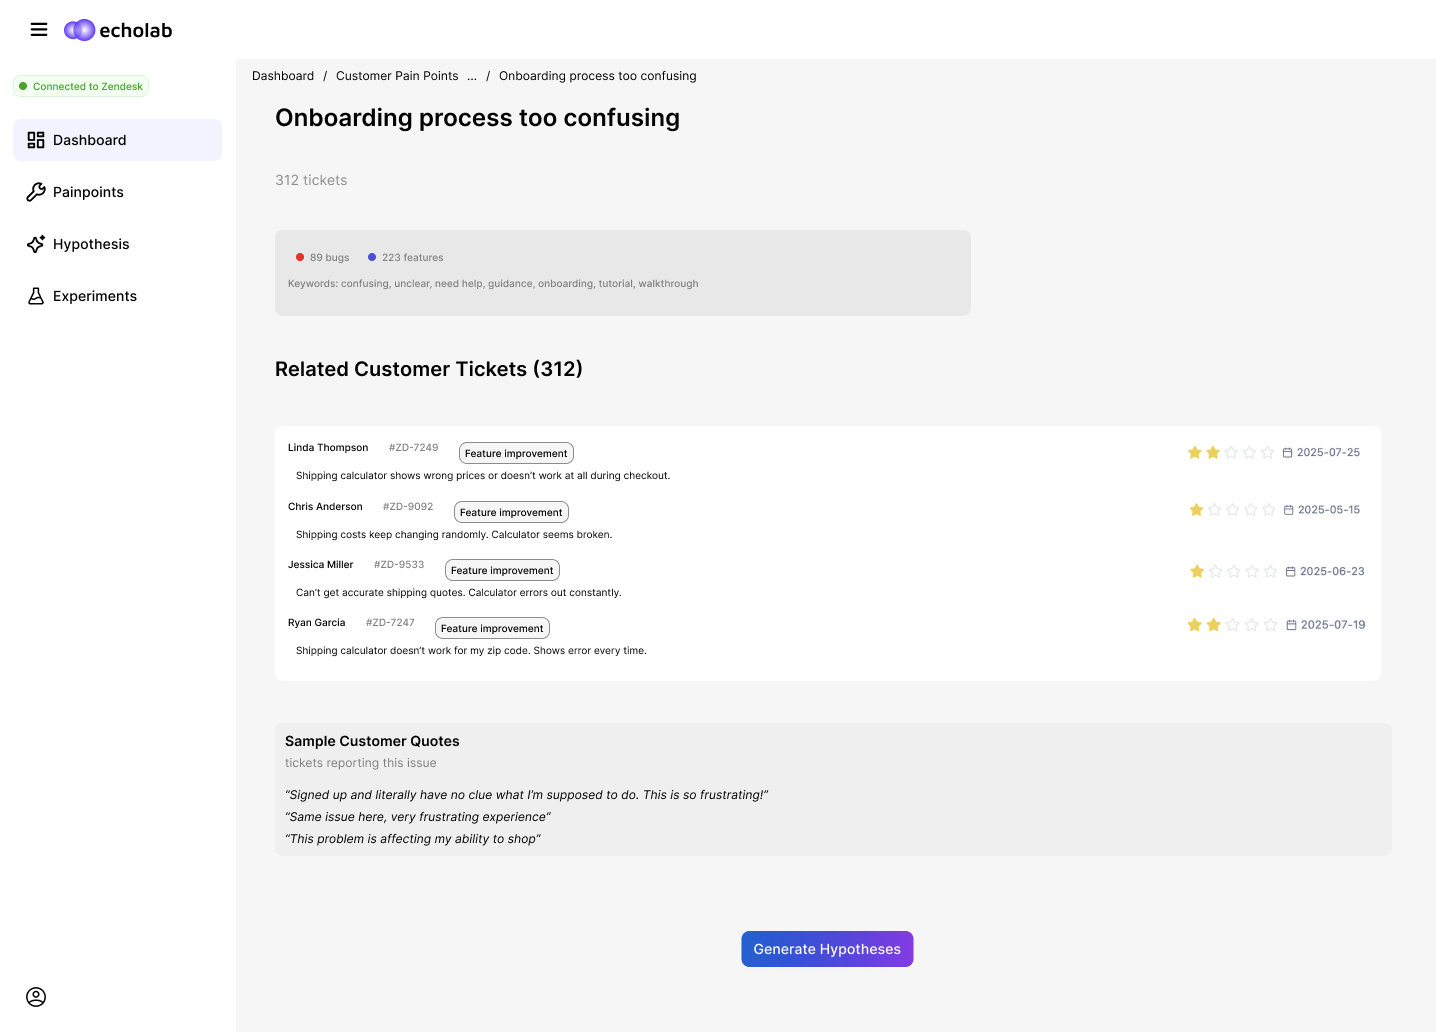 echolab
Connected to Zendesk
Dashboard / Customer Pain Points ... / Onboarding process too confusing
Dashboard
Painpoints
Hypothesis
Experiments
Onboarding process too confusing
312 tickets
89 bugs 223 features
Keywords: confusing, unclear, need help, guidance, onboarding, tutorial, walkthrough
Related Customer Tickets (312)
Linda Thompson #ZD-7249 Feature improvement 2025-07-25
Shipping calculator shows wrong prices or doesn’t work at all during checkout.
Chris Anderson #ZD-9092 Feature improvement 2025-05-15
Shipping costs keep changing randomly. Calculator seems broken.
Jessica Miller #ZD-9533 Feature improvement 2025-06-23
Can’t get accurate shipping quotes. Calculator errors out constantly.
Ryan Garcia #ZD-7247 Feature improvement 2025-07-19
Shipping calculator doesn’t work for my zip code. Shows error every time.
Sample Customer Quotes
tickets reporting this issue
“Signed up and literally have no clue what I’m supposed to do. This is so frustrating!”
“Same issue here, very frustrating experience”
“This problem is affecting my ability to shop”
Generate Hypotheses